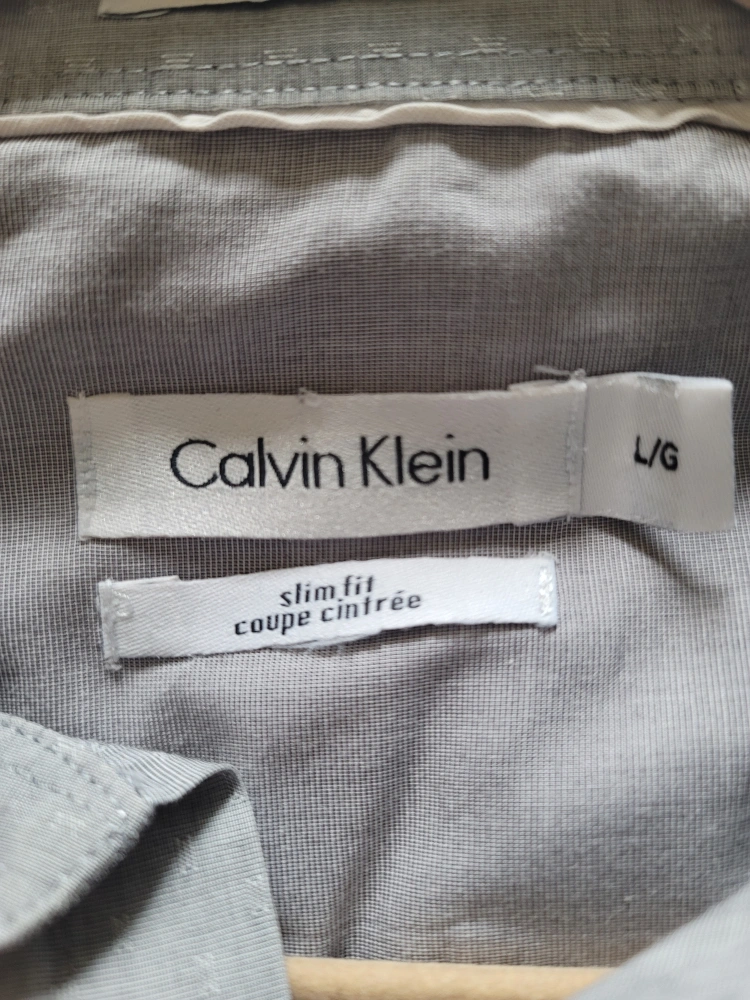 Calvin Klein
L/G
slim fit
coupe cintrée